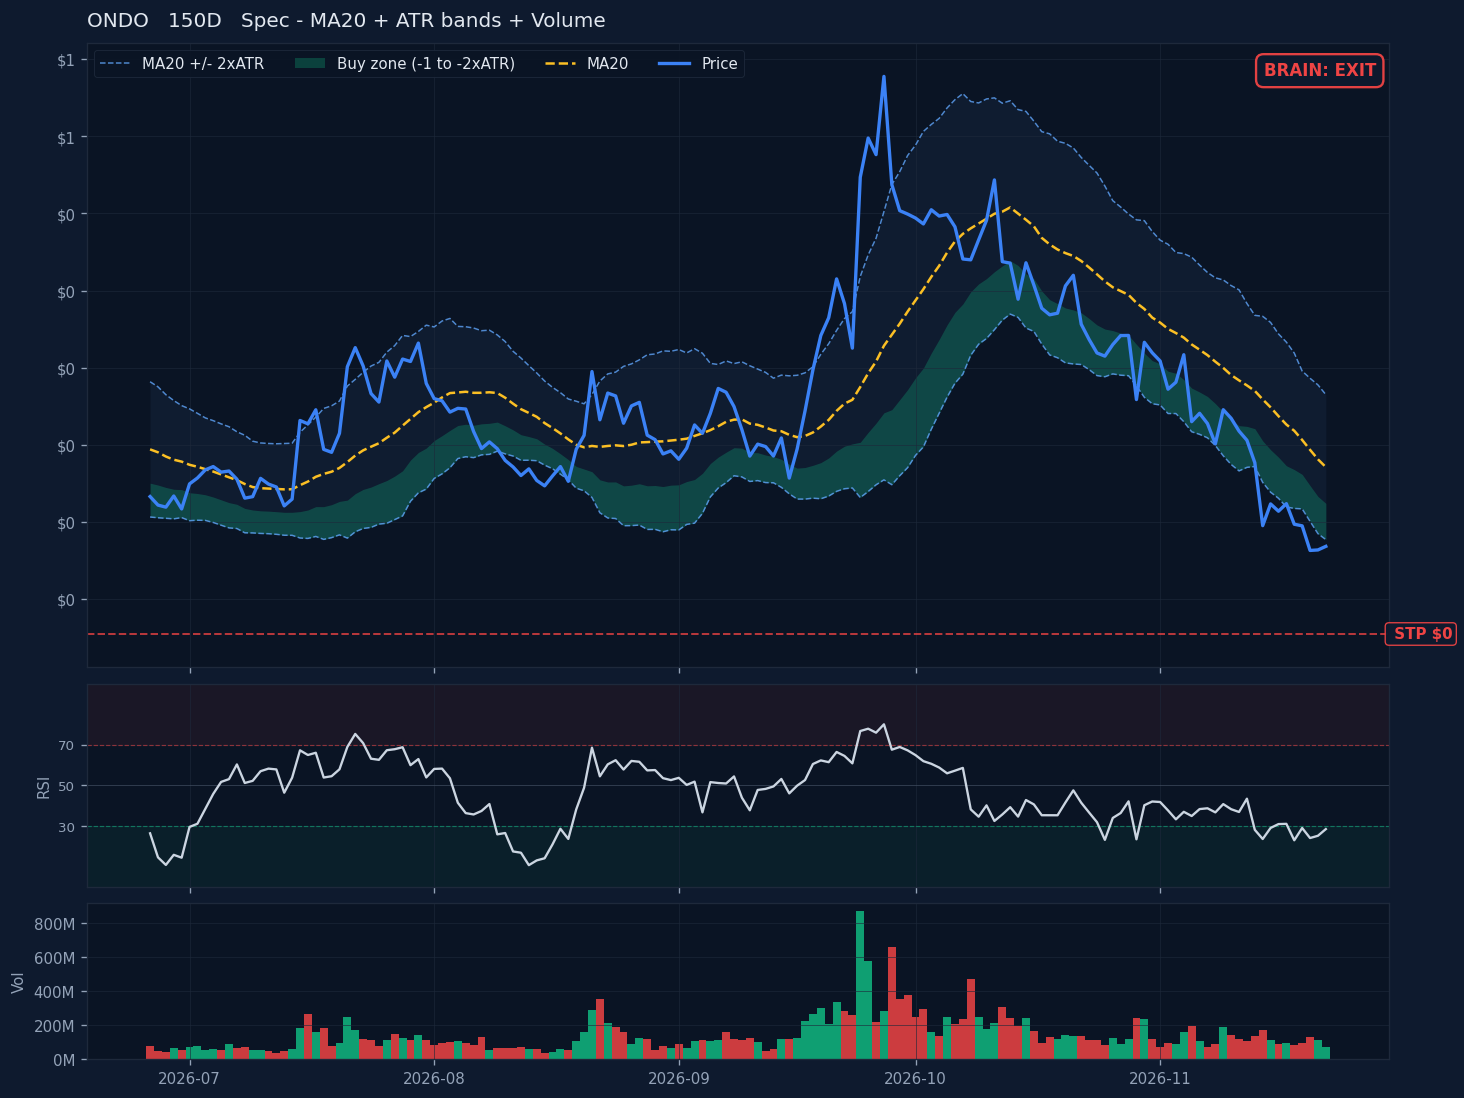 ONDO 150D Spec - MA20 + ATR bands + Volume
MA20 +/- 2xATR Buy zone (-1 to -2xATR) MA20 Price
BRAIN: EXIT
$1
$1
$0
$0
$0
$0
$0
$0
STP $0
70
50
30
RSI
800M
600M
400M
200M
0M
Vol
2026-07 2026-08 2026-09 2026-10 2026-11